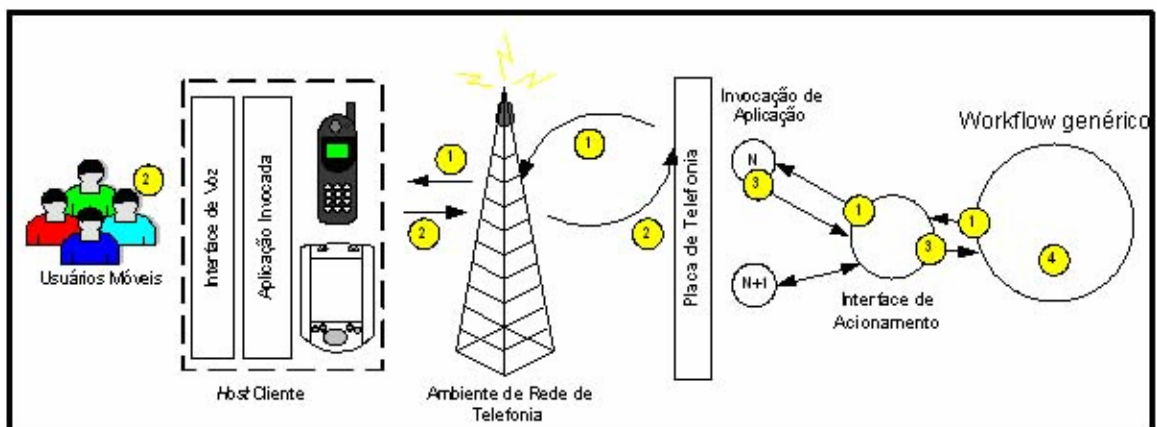 2
Usuários Móveis
Interface de Voz
Aplicação Invocada
Host Cliente
1
2
Ambiente de Rede de
Telefonia
1
2
Placa de Telefonia
Invocação de
Aplicação
N
3
N+1
1
3
Interface de
Acionamento
Workflow genérico
1
4